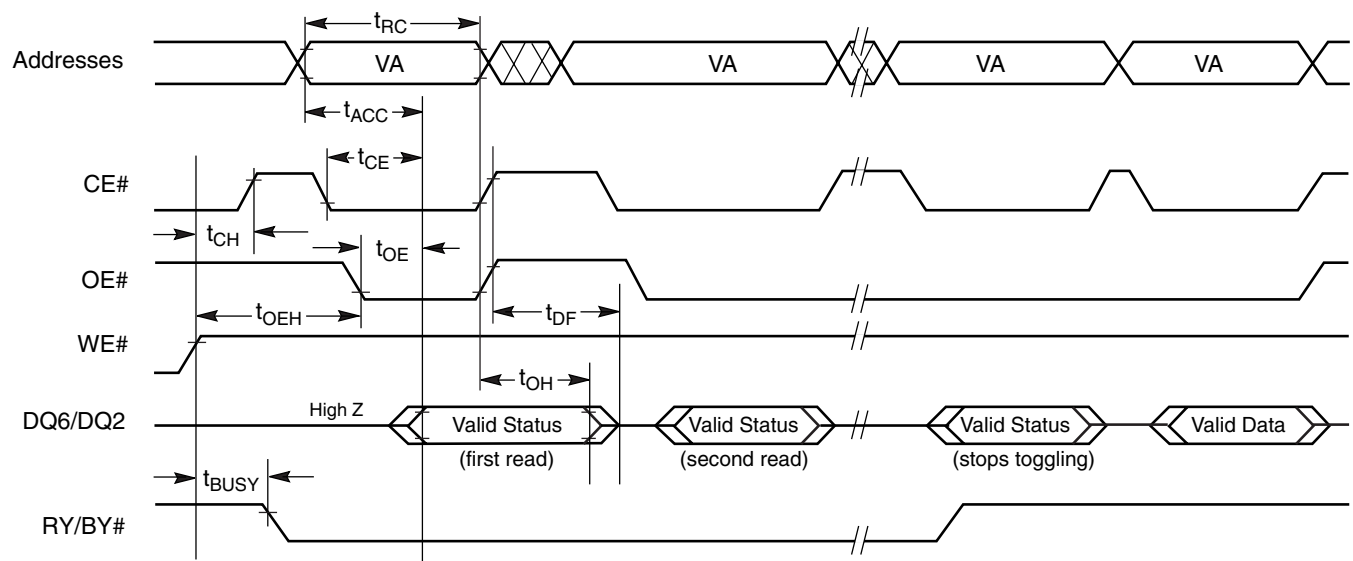 tRC
Addresses VA VA VA VA
tACC
tCE
CE#
tCH tOE
OE#
tOEH tDF
WE#
tOH
High Z
DQ6/DQ2 Valid Status Valid Status Valid Status Valid Data
(first read) (second read) (stops toggling)
tBUSY
RY/BY#